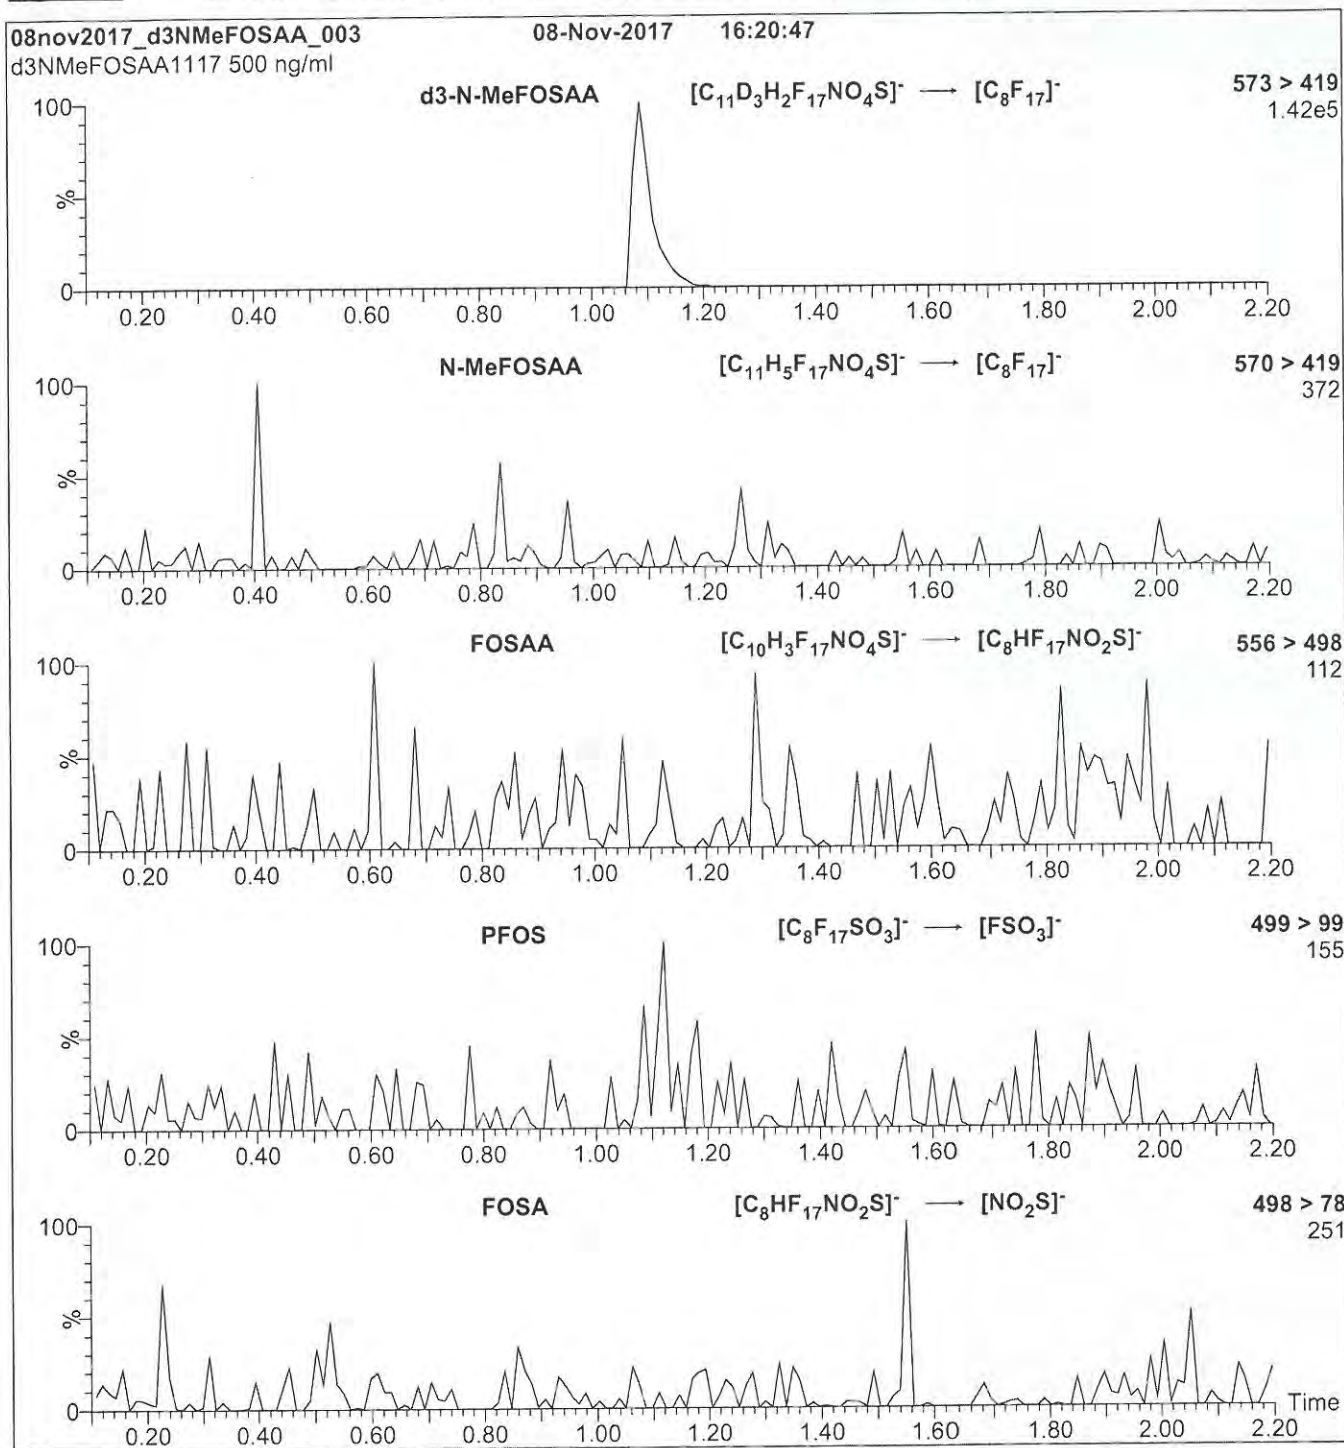 08nov2017_d3NMeFOSAA_003 08-Nov-2017 16:20:47
d3NMeFOSAA1117 500 ng/ml
d3-N-MeFOSAA [C₁₁D₃H₂F₁₇NO₄S]⁻ ⟶ [C₈F₁₇]⁻ 573 > 419
1.42e5
100
%
0
0.20 0.40 0.60 0.80 1.00 1.20 1.40 1.60 1.80 2.00 2.20
N-MeFOSAA [C₁₁H₅F₁₇NO₄S]⁻ ⟶ [C₈F₁₇]⁻ 570 > 419
372
100
%
0
0.20 0.40 0.60 0.80 1.00 1.20 1.40 1.60 1.80 2.00 2.20
FOSAA [C₁₀H₃F₁₇NO₄S]⁻ ⟶ [C₈HF₁₇NO₂S]⁻ 556 > 498
112
100
%
0
0.20 0.40 0.60 0.80 1.00 1.20 1.40 1.60 1.80 2.00 2.20
PFOS [C₈F₁₇SO₃]⁻ ⟶ [FSO₃]⁻ 499 > 99
155
100
%
0
0.20 0.40 0.60 0.80 1.00 1.20 1.40 1.60 1.80 2.00 2.20
FOSA [C₈HF₁₇NO₂S]⁻ ⟶ [NO₂S]⁻ 498 > 78
251
100
%
0
0.20 0.40 0.60 0.80 1.00 1.20 1.40 1.60 1.80 2.00 2.20 Time